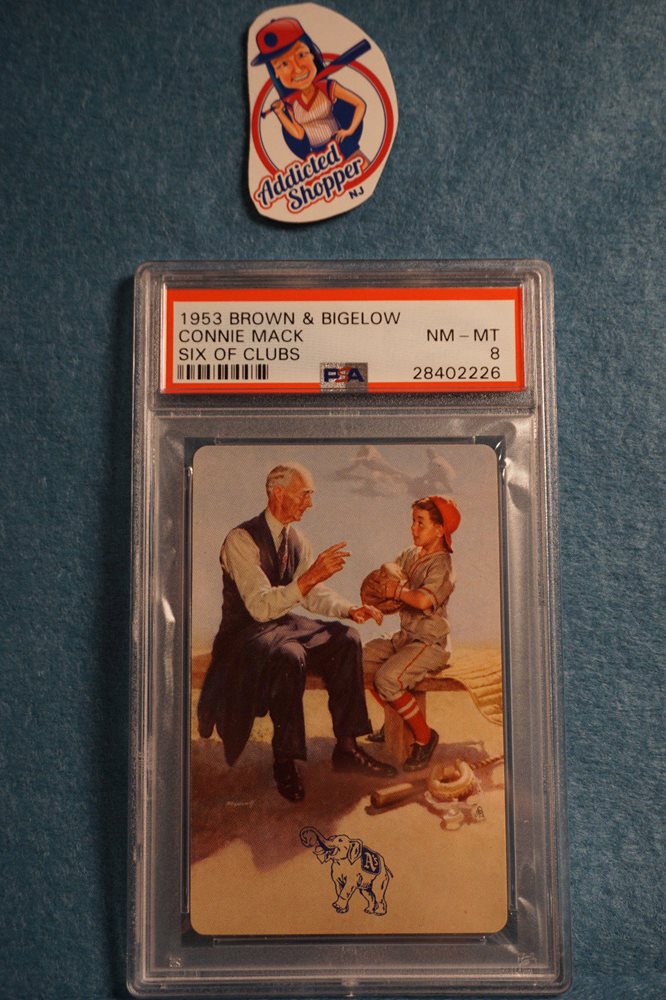 Addicted
Shopper
NJ
1953 BROWN & BIGELOW
CONNIE MACK NM - MT
SIX OF CLUBS 8
PSA 28402226
A's